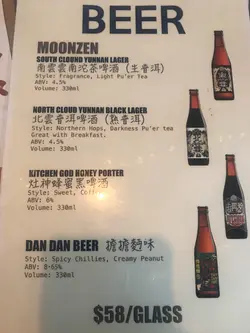 BEER
MOONZEN
SOUTH CLOUND YUNNAN LAGER
南雲雲南沱茶啤酒 (生普洱)
Style: Fragrance, Light Pu'er Tea
ABV: 4.5%
Volume: 330ml
NORTH CLOUD YUNNAN BLACK LAGER
北雲普洱啤酒 (熟普洱)
Style: Northern Hops, Darkness Pu'er tea
Great with Breakfast.
ABV: 4.5%
Volume: 330ml
KITCHEN GOD HONEY PORTER
灶神蜂蜜黑啤酒
Style: Sweet,
ABV: 6%
Volume: 330ml
DAN DAN BEER 擔擔麵味
Style: Spicy Chillies, Creamy Peanut
ABV: 8-65%
Volume: 330ml
$58/GLASS